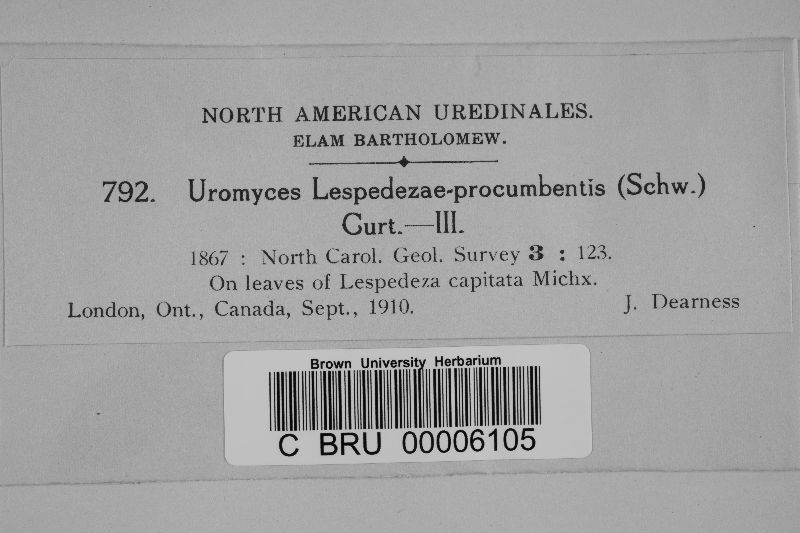 NORTH AMERICAN UREDINALES.
ELAM BARTHOLOMEW.
792. Uromyces Lespedezae-procumbentis (Schw.)
Curt.—III.
1867 : North Carol. Geol. Survey 3 : 123.
On leaves of Lespedeza capitata Michx.
London, Ont., Canada, Sept., 1910. J. Dearness
Brown University Herbarium
C BRU 00006105